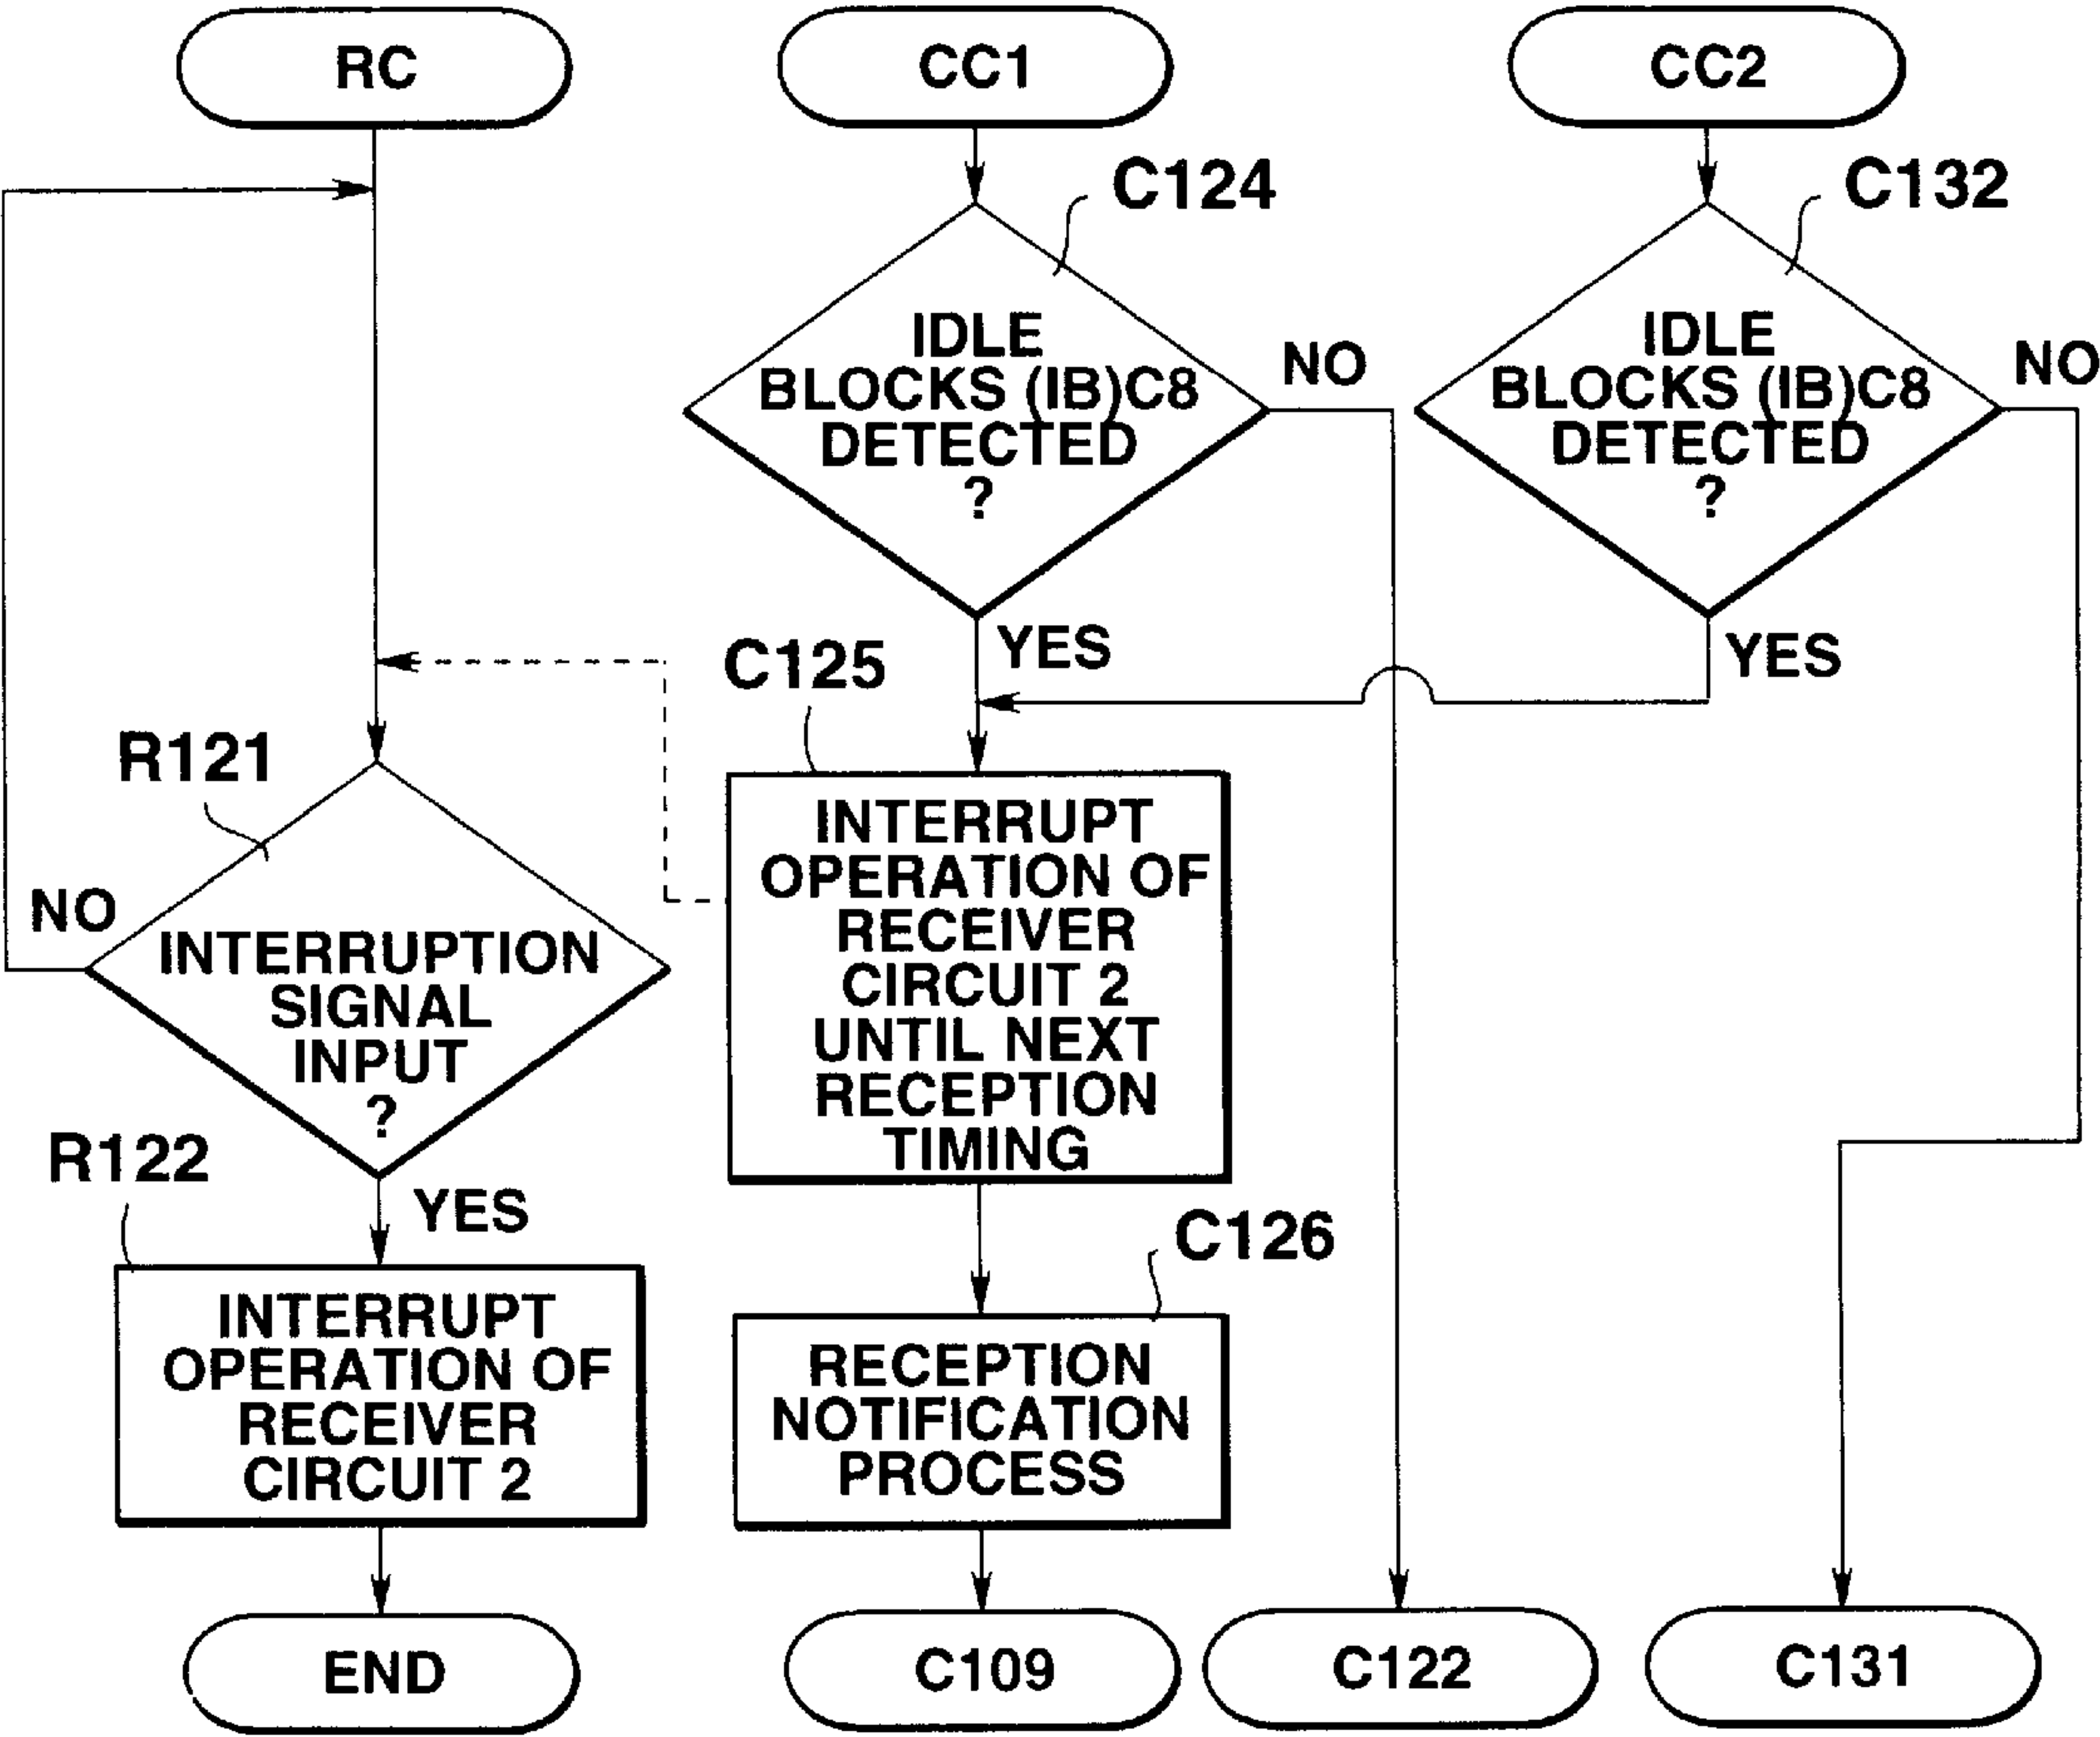 RC
CC1
CC2
C124
C132
IDLE
BLOCKS (IB)C8
DETECTED
?
NO
IDLE
BLOCKS (IB)C8
DETECTED
?
NO
YES
YES
C125
R121
INTERRUPTION
SIGNAL
INPUT
?
NO
YES
INTERRUPT
OPERATION OF
RECEIVER
CIRCUIT 2
UNTIL NEXT
RECEPTION
TIMING
R122
INTERRUPT
OPERATION OF
RECEIVER
CIRCUIT 2
C126
RECEPTION
NOTIFICATION
PROCESS
END
C109
C122
C131